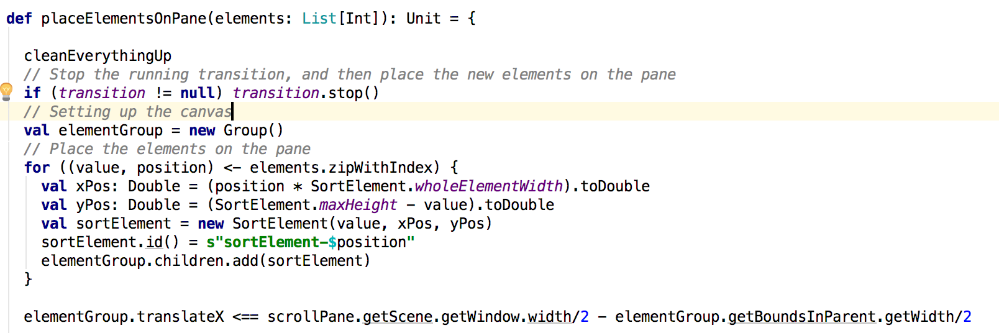 def placeElementsOnPane(elements: List[Int]): Unit = {
cleanEverythingUp
// Stop the running transition, and then place the new elements on the pane
if (transition != null) transition.stop()
// Setting up the canvas
val elementGroup = new Group()
// Place the elements on the pane
for ((value, position) <- elements.zipWithIndex) {
val xPos: Double = (position * SortElement.wholeElementWidth).toDouble
val yPos: Double = (SortElement.maxHeight - value).toDouble
val sortElement = new SortElement(value, xPos, yPos)
sortElement.id() = s"sortElement-$position"
elementGroup.children.add(sortElement)
}
elementGroup.translateX <== scrollPane.getScene.getWindow.width/2 - elementGroup.getBoundsInParent.getWidth/2